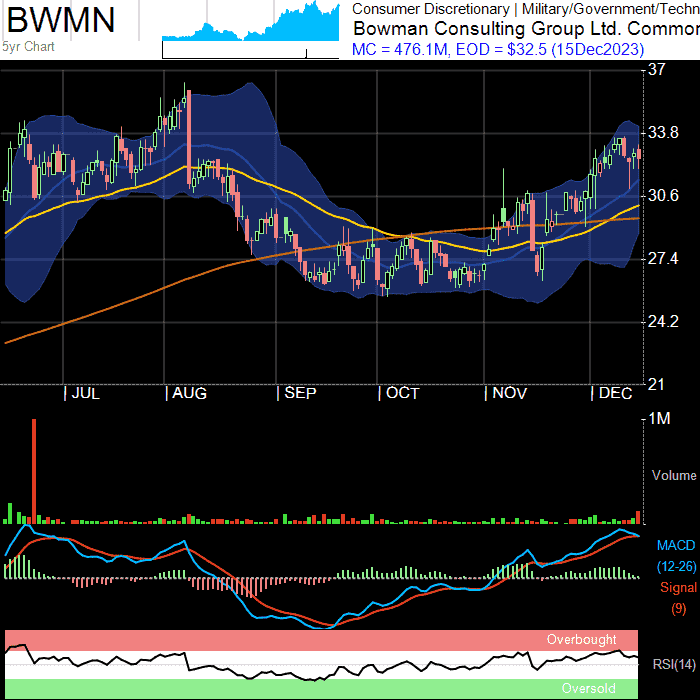 BWMN
5yr Chart
Consumer Discretionary | Military/Government/Techn
Bowman Consulting Group Ltd. Common
MC = 476.1M, EOD = $32.5 (15Dec2023)
37
33.8
30.6
27.4
24.2
21
| JUL | AUG | SEP | OCT | NOV | DEC
1M
Volume
MACD
(12-26)
Signal
(9)
Overbought
RSI(14)
Oversold